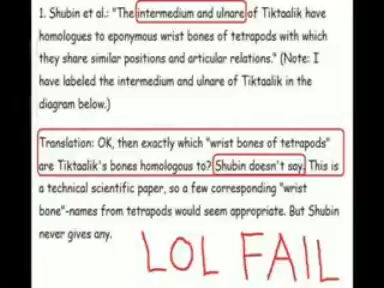 1. Shubin et al.: "The intermedium and ulnare of Tiktaalik have
homologues to eponymous wrist bones of tetrapods with which
they share similar positions and articular relations." (Note: I
have labeled the intermedium and ulnare of Tiktaalik in the
diagram below.)
Translation: OK, then exactly which "wrist bones of tetrapods"
are Tiktaalik's bones homologous to? Shubin doesn't say. This is
a technical scientific paper, so a few corresponding "wrist
bone"-names from tetrapods would seem appropriate. But Shubin
never gives any.
LOL FAIL